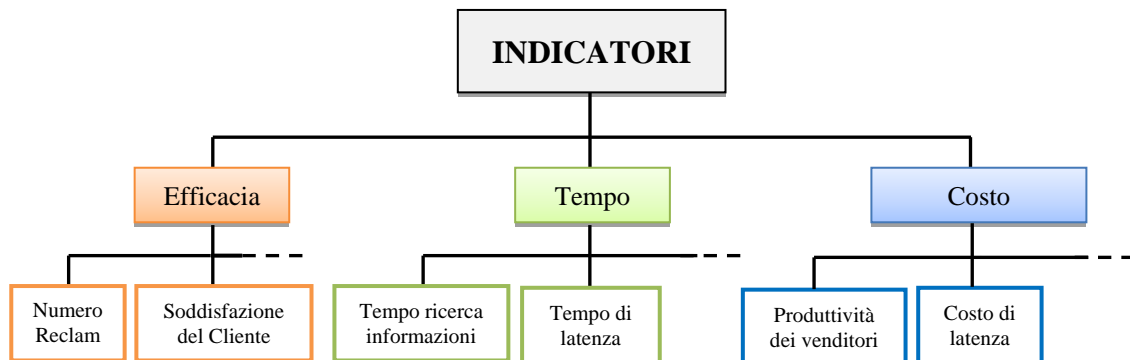 INDICATORI
Efficacia
Tempo
Costo
Numero
Reclam
Soddisfazione
del Cliente
Tempo ricerca
informazioni
Tempo di
latenza
Produttività
dei venditori
Costo di
latenza